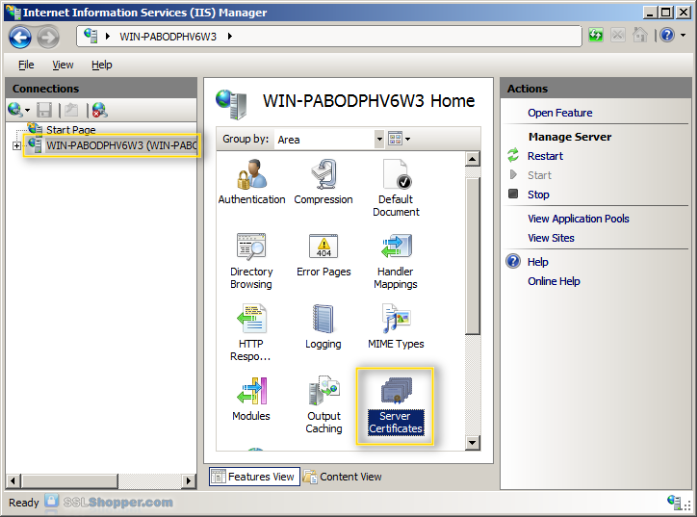 Internet Information Services (IIS) Manager
WIN-PABODPHV6W3
File View Help
Connections
Start Page
WIN-PABODPHV6W3 (WIN-PABO
WIN-PABODPHV6W3 Home
Group by: Area
Authentication
Compression
Default
Document
Directory
Browsing
Error Pages
404
Handler
Mappings
HTTP
Respo...
Logging
MIME Types
Modules
Output
Caching
Server
Certificates
Features View
Content View
Actions
Open Feature
Manage Server
Restart
Start
Stop
View Application Pools
View Sites
Help
Online Help
Ready
SSLShopper.com